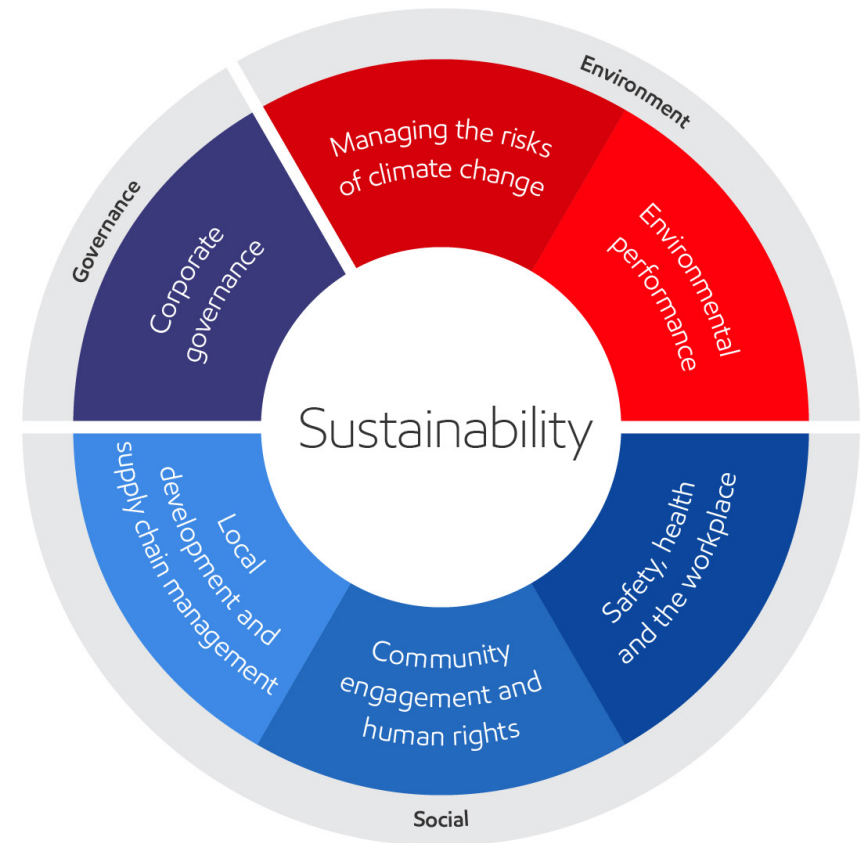 Environment
Managing the risks
of climate change
Environmental
performance
Governance
Corporate
governance
Sustainability
Safety, health
and the workplace
Local
development and
supply chain management
Community
engagement and
human rights
Social